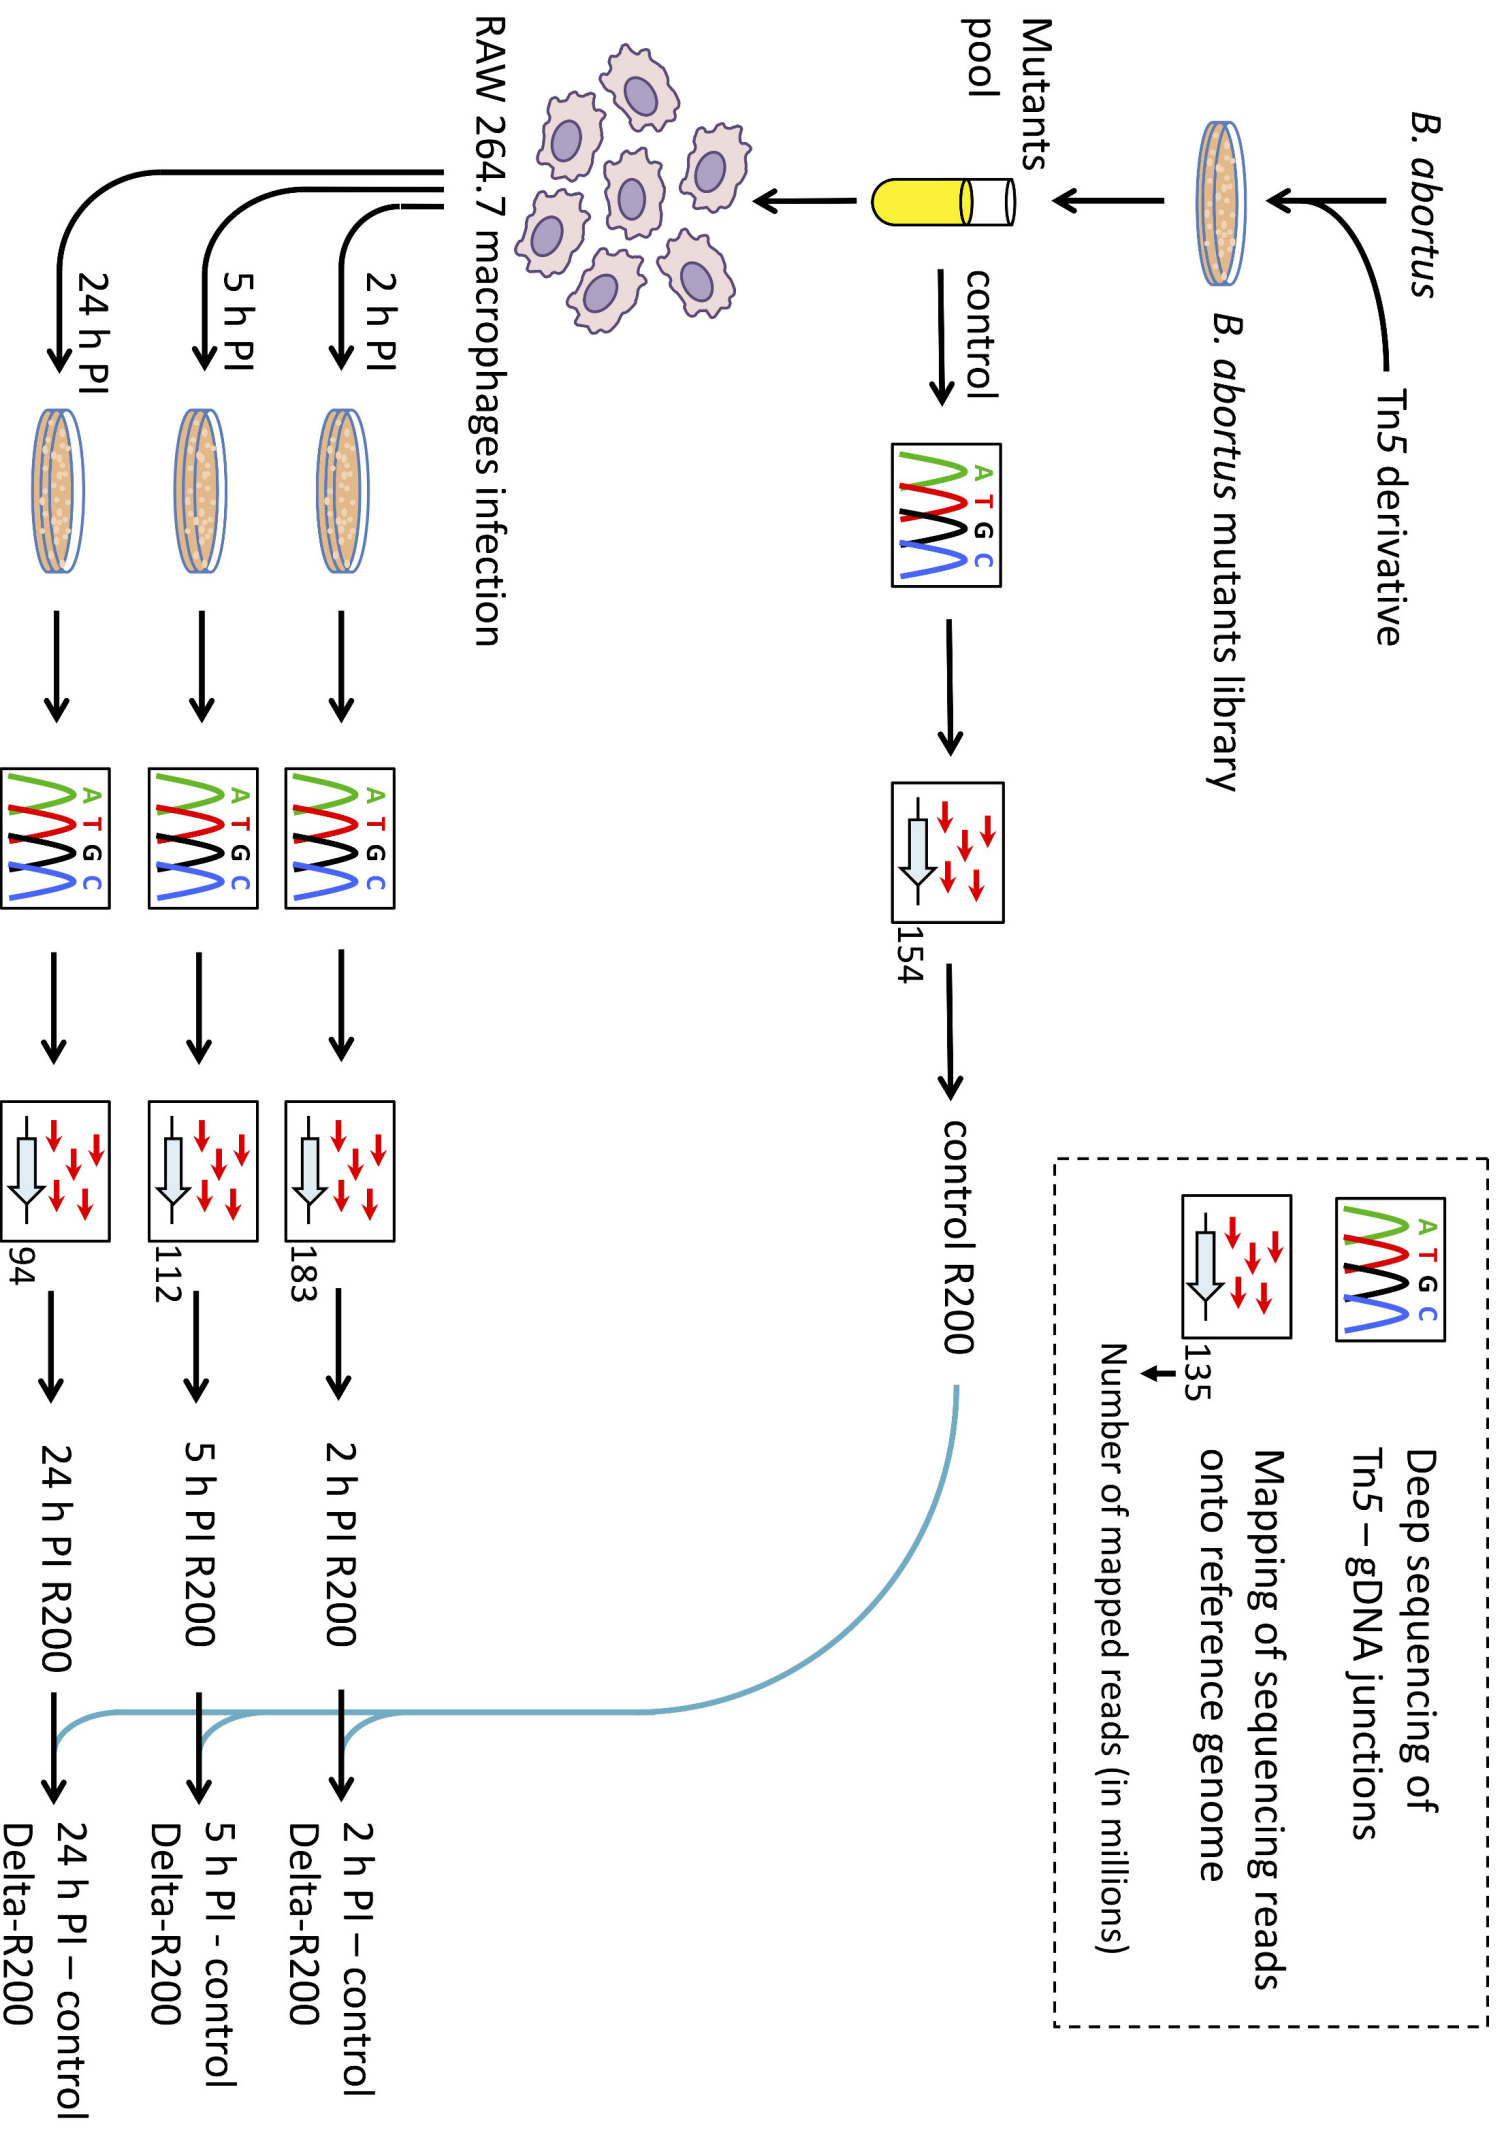 B. abortus
Tn5 derivative
B. abortus mutants library
Mutants
pool
control
A T G C
154
control R200
A T G C
Deep sequencing of
Tn5 – gDNA junctions
135
Mapping of sequencing reads
onto reference genome
Number of mapped reads (in millions)
RAW 264.7 macrophages infection
2 h PI
A T G C
183
2 h PI R200
2 h PI – control
Delta-R200
5 h PI
A T G C
112
5 h PI R200
5 h PI - control
Delta-R200
24 h PI
A T G C
94
24 h PI R200
24 h PI – control
Delta-R200